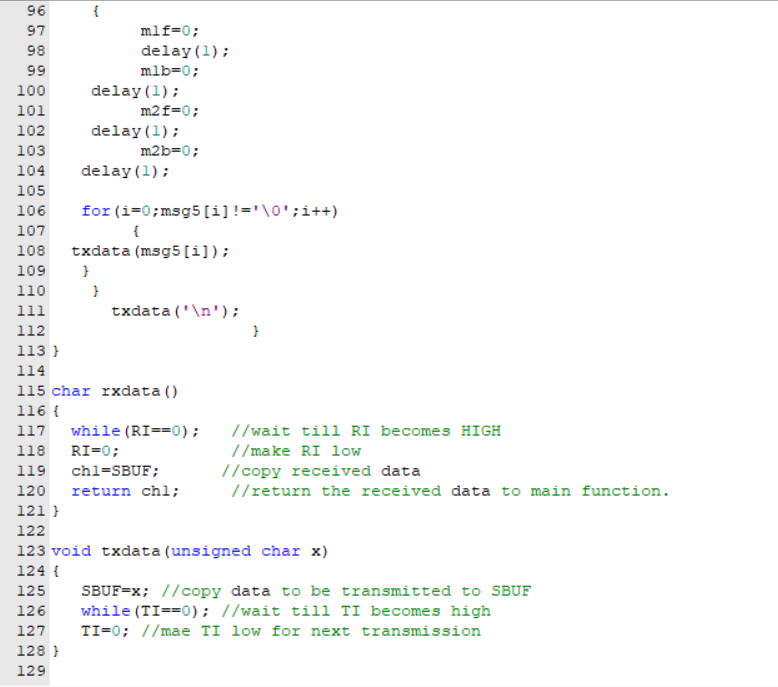 96 {
97 m1f=0;
98 delay(1);
99 m1b=0;
100 delay(1);
101 m2f=0;
102 delay(1);
103 m2b=0;
104 delay(1);
105
106 for(i=0;msg5[i]!='\0';i++)
107 {
108 txdata(msg5[i]);
109 }
110 }
111 txdata('\n');
112 }
113 }
114
115 char rxdata()
116 {
117 while(RI==0); //wait till RI becomes HIGH
118 RI=0; //make RI low
119 ch1=SBUF; //copy received data
120 return ch1; //return the received data to main function.
121 }
122
123 void txdata(unsigned char x)
124 {
125 SBUF=x; //copy data to be transmitted to SBUF
126 while(TI==0); //wait till TI becomes high
127 TI=0; //mae TI low for next transmission
128 }
129